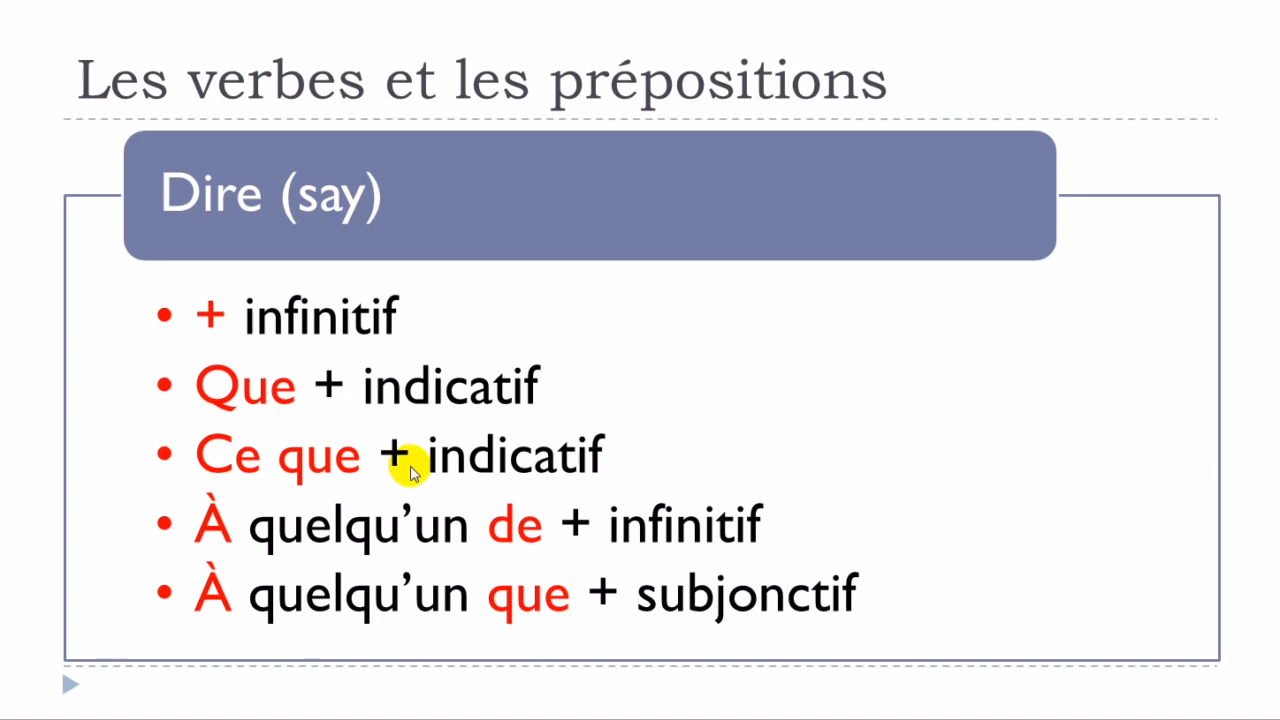 Les verbes et les prépositions
Dire (say)
• + infinitif
• Que + indicatif
• Ce que + indicatif
• À quelqu’un de + infinitif
• À quelqu’un que + subjonctif